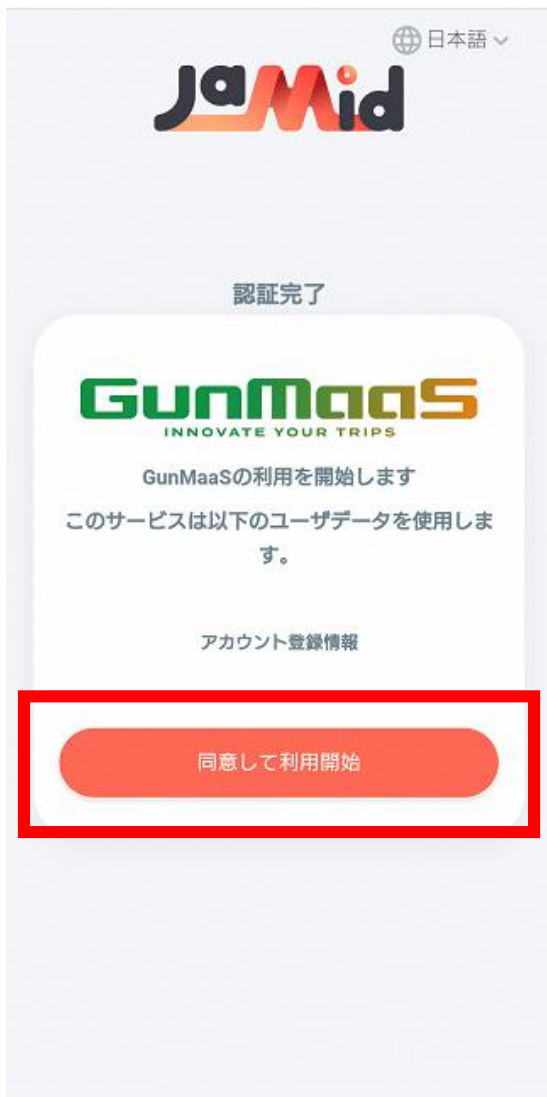 日本語
JaMid
認証完了
GunMaaS
INNOVATE YOUR TRIPS
GunMaaSの利用を開始します
このサービスは以下のユーザデータを使用しま
す。
アカウント登録情報
同意して利用開始